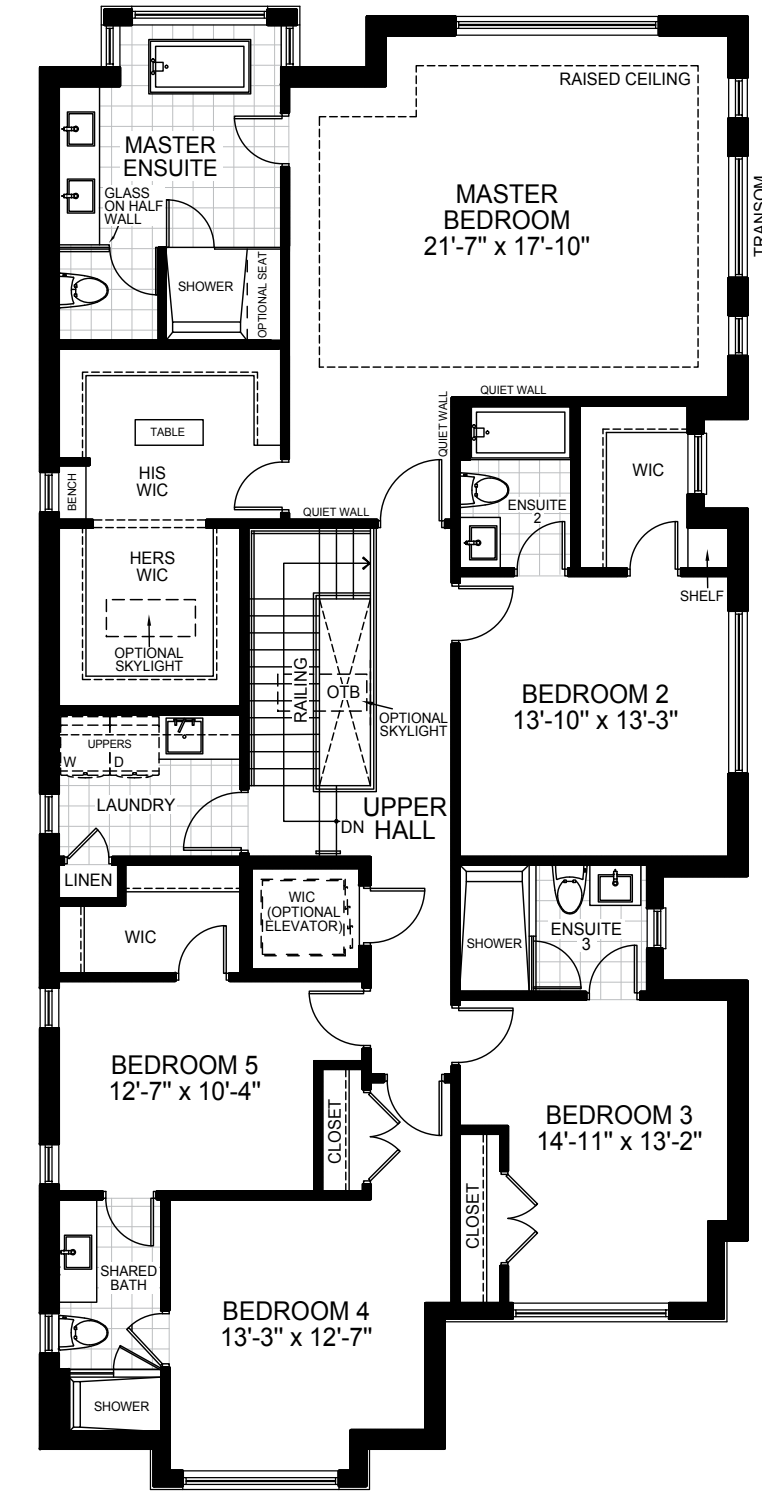 RAISED CEILING
MASTER
ENSUITE
GLASS
ON HALF
WALL
MASTER
BEDROOM
21'-7" x 17'-10"
TRANSOM
SHOWER
OPTIONAL SEAT
QUIET WALL
QUIET WALL
TABLE
HIS
WIC
BENCH
QUIET WALL
ENSUITE
2
WIC
SHELF
HERS
WIC
OPTIONAL
SKYLIGHT
RAILING
OTB
OPTIONAL
SKYLIGHT
BEDROOM 2
13'-10" x 13'-3"
UPPERS
W
D
LAUNDRY
UPPER
HALL
DN
LINEN
WIC
WIC
(OPTIONAL
ELEVATOR)
SHOWER
ENSUITE
3
BEDROOM 5
12'-7" x 10'-4"
CLOSET
BEDROOM 3
14'-11" x 13'-2"
CLOSET
SHARED
BATH
BEDROOM 4
13'-3" x 12'-7"
SHOWER